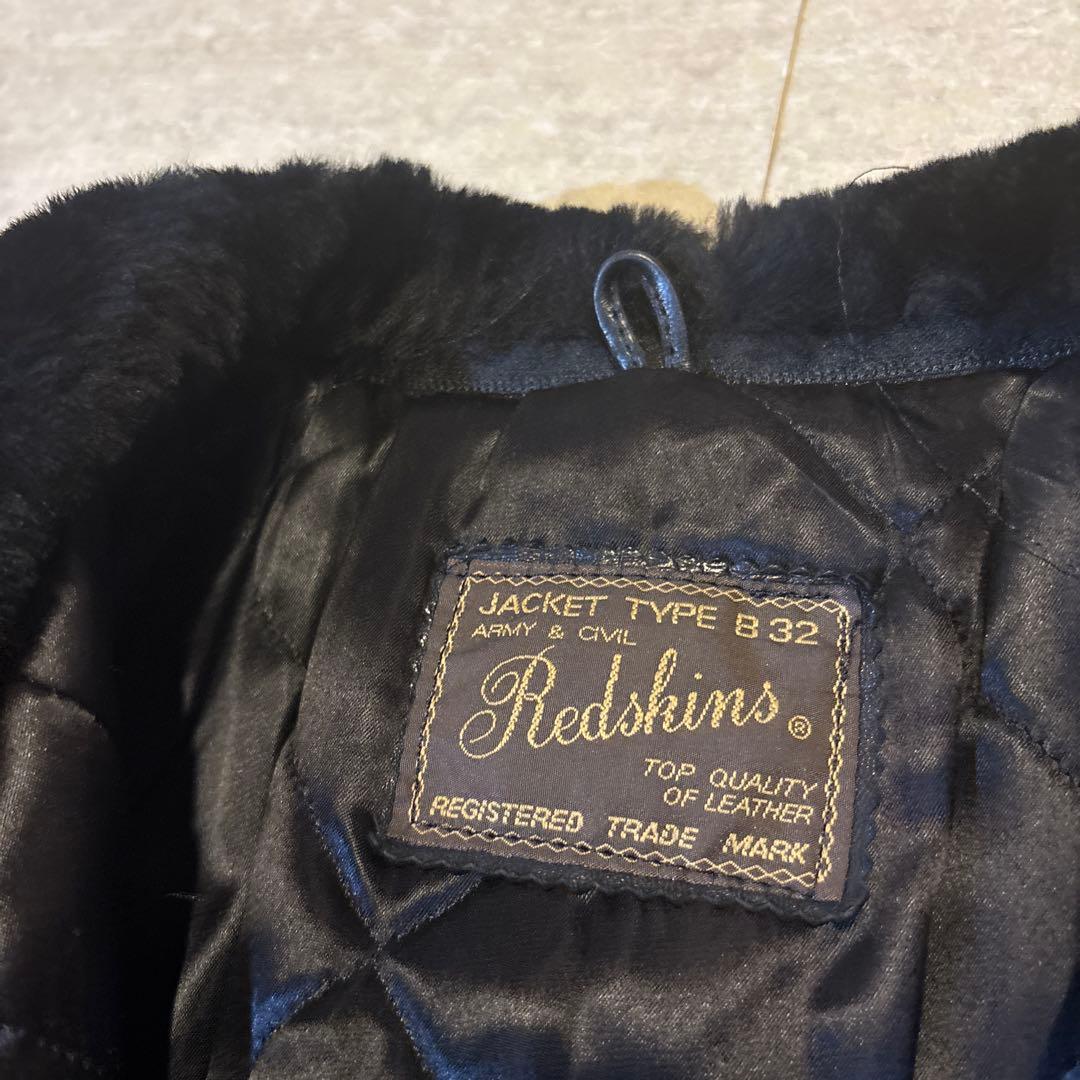 JACKET TYPE B 32
ARMY & CIVIL
Redskins ®
TOP QUALITY
OF LEATHER
REGISTERED TRADE MARK